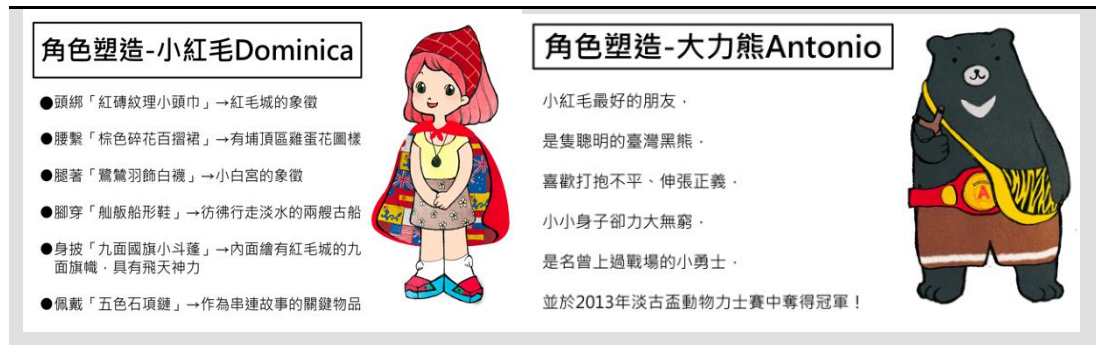 角色塑造-小紅毛Dominica
●頭綁「紅磚紋理小頭巾」→紅毛城的象徵
●腰繫「棕色碎花百摺裙」→有埔頂區雞蛋花圖樣
●腿著「鷺鷥羽飾白襪」→小白宮的象徵
●腳穿「舢舨船形鞋」→彷彿行走淡水的兩艘古船
●身披「九面國旗小斗蓬」→內面繪有紅毛城的九
面旗幟，具有飛天神力
●佩戴「五色石項鏈」→作為串連故事的關鍵物品
角色塑造-大力熊Antonio
小紅毛最好的朋友，
是隻聰明的臺灣黑熊，
喜歡打抱不平、伸張正義，
小小身子卻力大無窮，
是名曾上過戰場的小勇士，
並於2013年淡古盃動物力士賽中奪得冠軍！
A